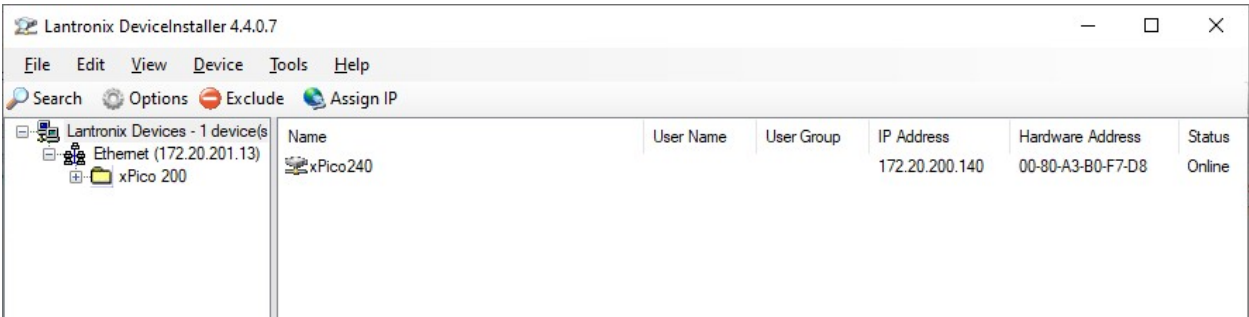 Lantronix DeviceInstaller 4.4.0.7
File Edit View Device Tools Help
Search Options Exclude Assign IP
Lantronix Devices - 1 device(s
Ethernet (172.20.201.13)
xPico 200
Name User Name User Group IP Address Hardware Address Status
xPico240 172.20.200.140 00-80-A3-B0-F7-D8 Online